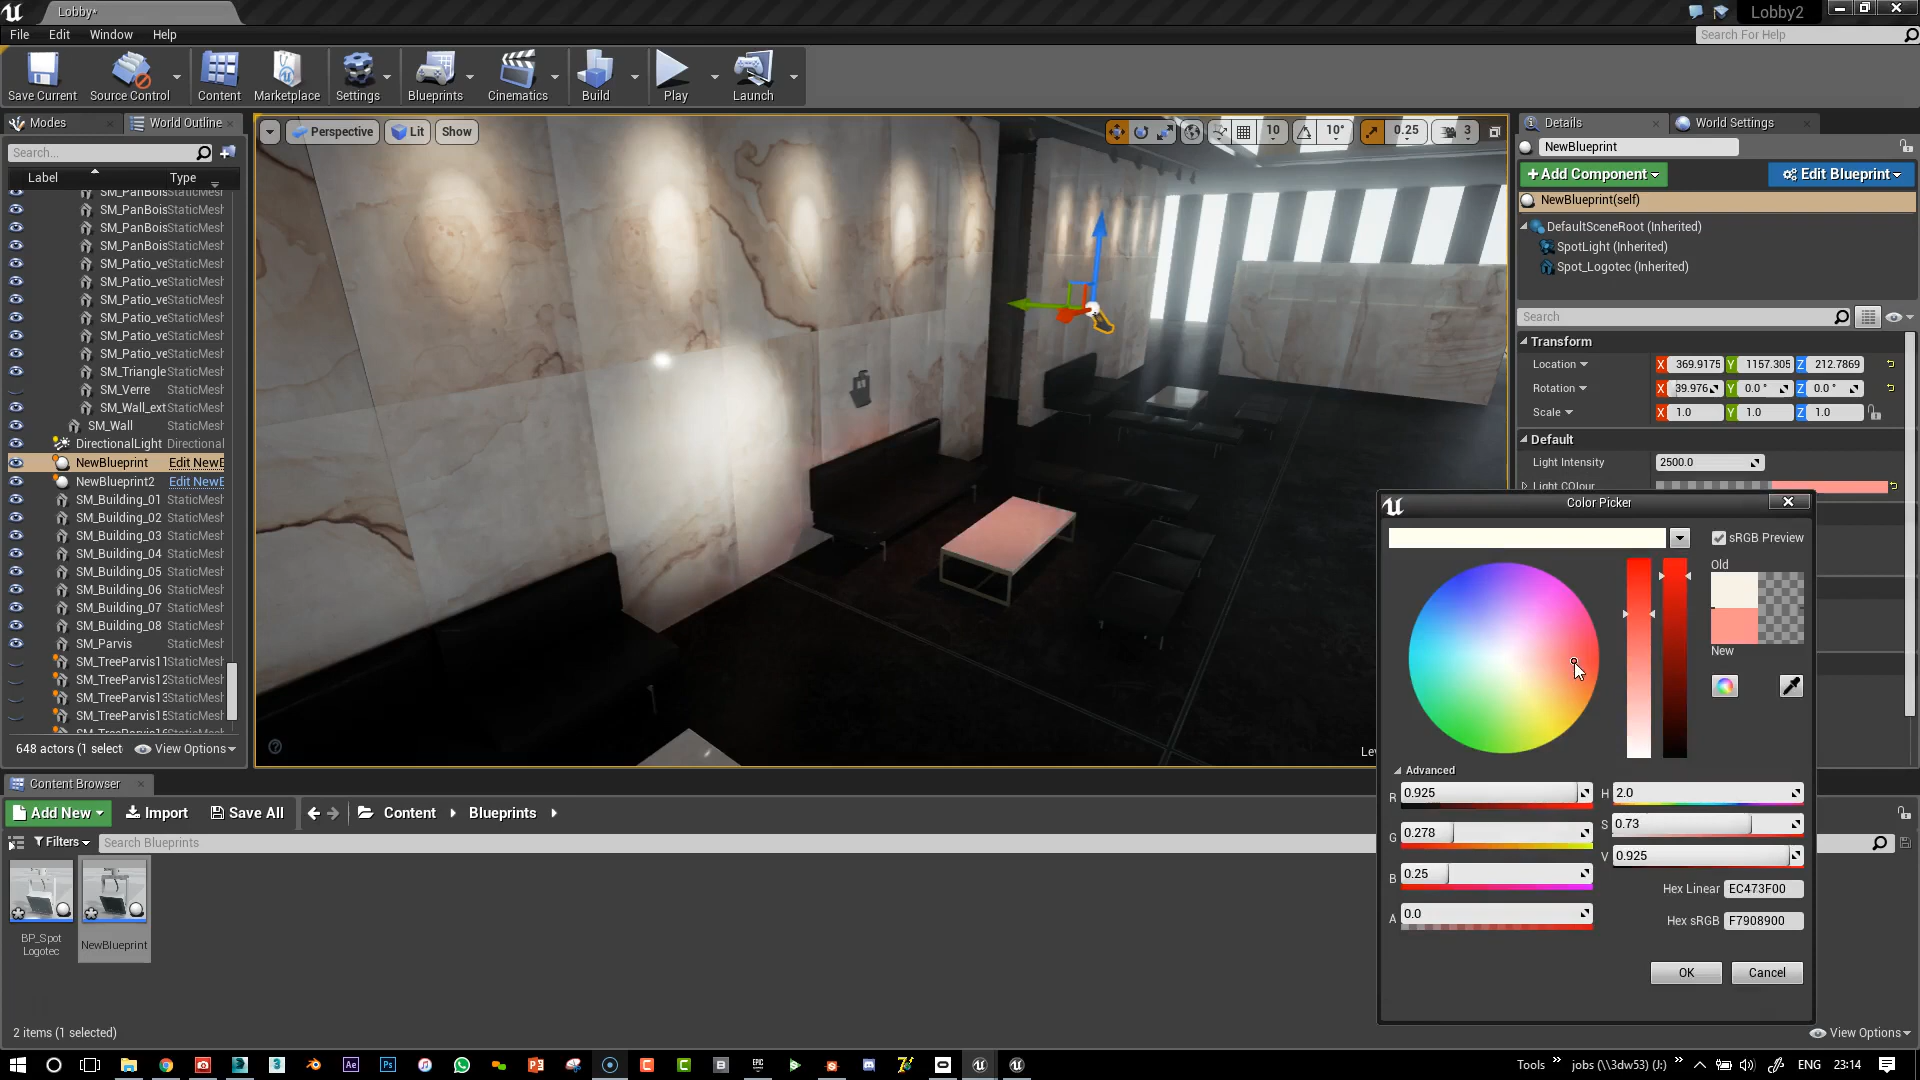 Lobby*
Lobby2
File Edit Window Help
Search For Help
Save Current
Source Control
Content
Marketplace
Settings
Blueprints
Cinematics
Build
Play
Launch
Modes
World Outline
Search...
Label Type
SM_PanBois StaticMesh
SM_PanBois StaticMesh
SM_PanBois StaticMesh
SM_PanBois StaticMesh
SM_Patio_ve StaticMesh
SM_Patio_ve StaticMesh
SM_Patio_ve StaticMesh
SM_Patio_ve StaticMesh
SM_Patio_ve StaticMesh
SM_Patio_ve StaticMesh
SM_Triangle StaticMesh
SM_Verre StaticMesh
SM_Wall_ext StaticMesh
SM_Wall StaticMesh
DirectionalLight Directional
NewBlueprint Edit NewB
NewBlueprint2 Edit NewB
SM_Building_01 StaticMesh
SM_Building_02 StaticMesh
SM_Building_03 StaticMesh
SM_Building_04 StaticMesh
SM_Building_05 StaticMesh
SM_Building_06 StaticMesh
SM_Building_07 StaticMesh
SM_Building_08 StaticMesh
SM_Parvis StaticMesh
SM_TreeParvis11 StaticMesh
SM_TreeParvis12 StaticMesh
SM_TreeParvis13 StaticMesh
SM_TreeParvis15 StaticMesh
648 actors (1 select View Options
Perspective Lit Show
10 10° 0.25 3
Lev
Details
World Settings
NewBlueprint
+Add Component Edit Blueprint
NewBlueprint(self)
DefaultSceneRoot (Inherited)
SpotLight (Inherited)
Spot_Logotec (Inherited)
Search
Transform
Location X 369.9175 Y 1157.305 Z 212.7869
Rotation X 39.976 Y 0.0 ° Z 0.0 °
Scale X 1.0 Y 1.0 Z 1.0
Default
Light Intensity 2500.0
Light COlour
Color Picker
sRGB Preview
Old
New
Advanced
R 0.925 H 2.0
G 0.278 S 0.73
B 0.25 V 0.925
A 0.0
Hex Linear EC473F00
Hex sRGB F7908900
OK Cancel
Content Browser
Add New Import Save All Content Blueprints
Filters Search Blueprints
BP_Spot
Logotec
NewBlueprint
2 items (1 selected)
View Options
Tools jobs (\\3dw53) (J:) ENG 23:14